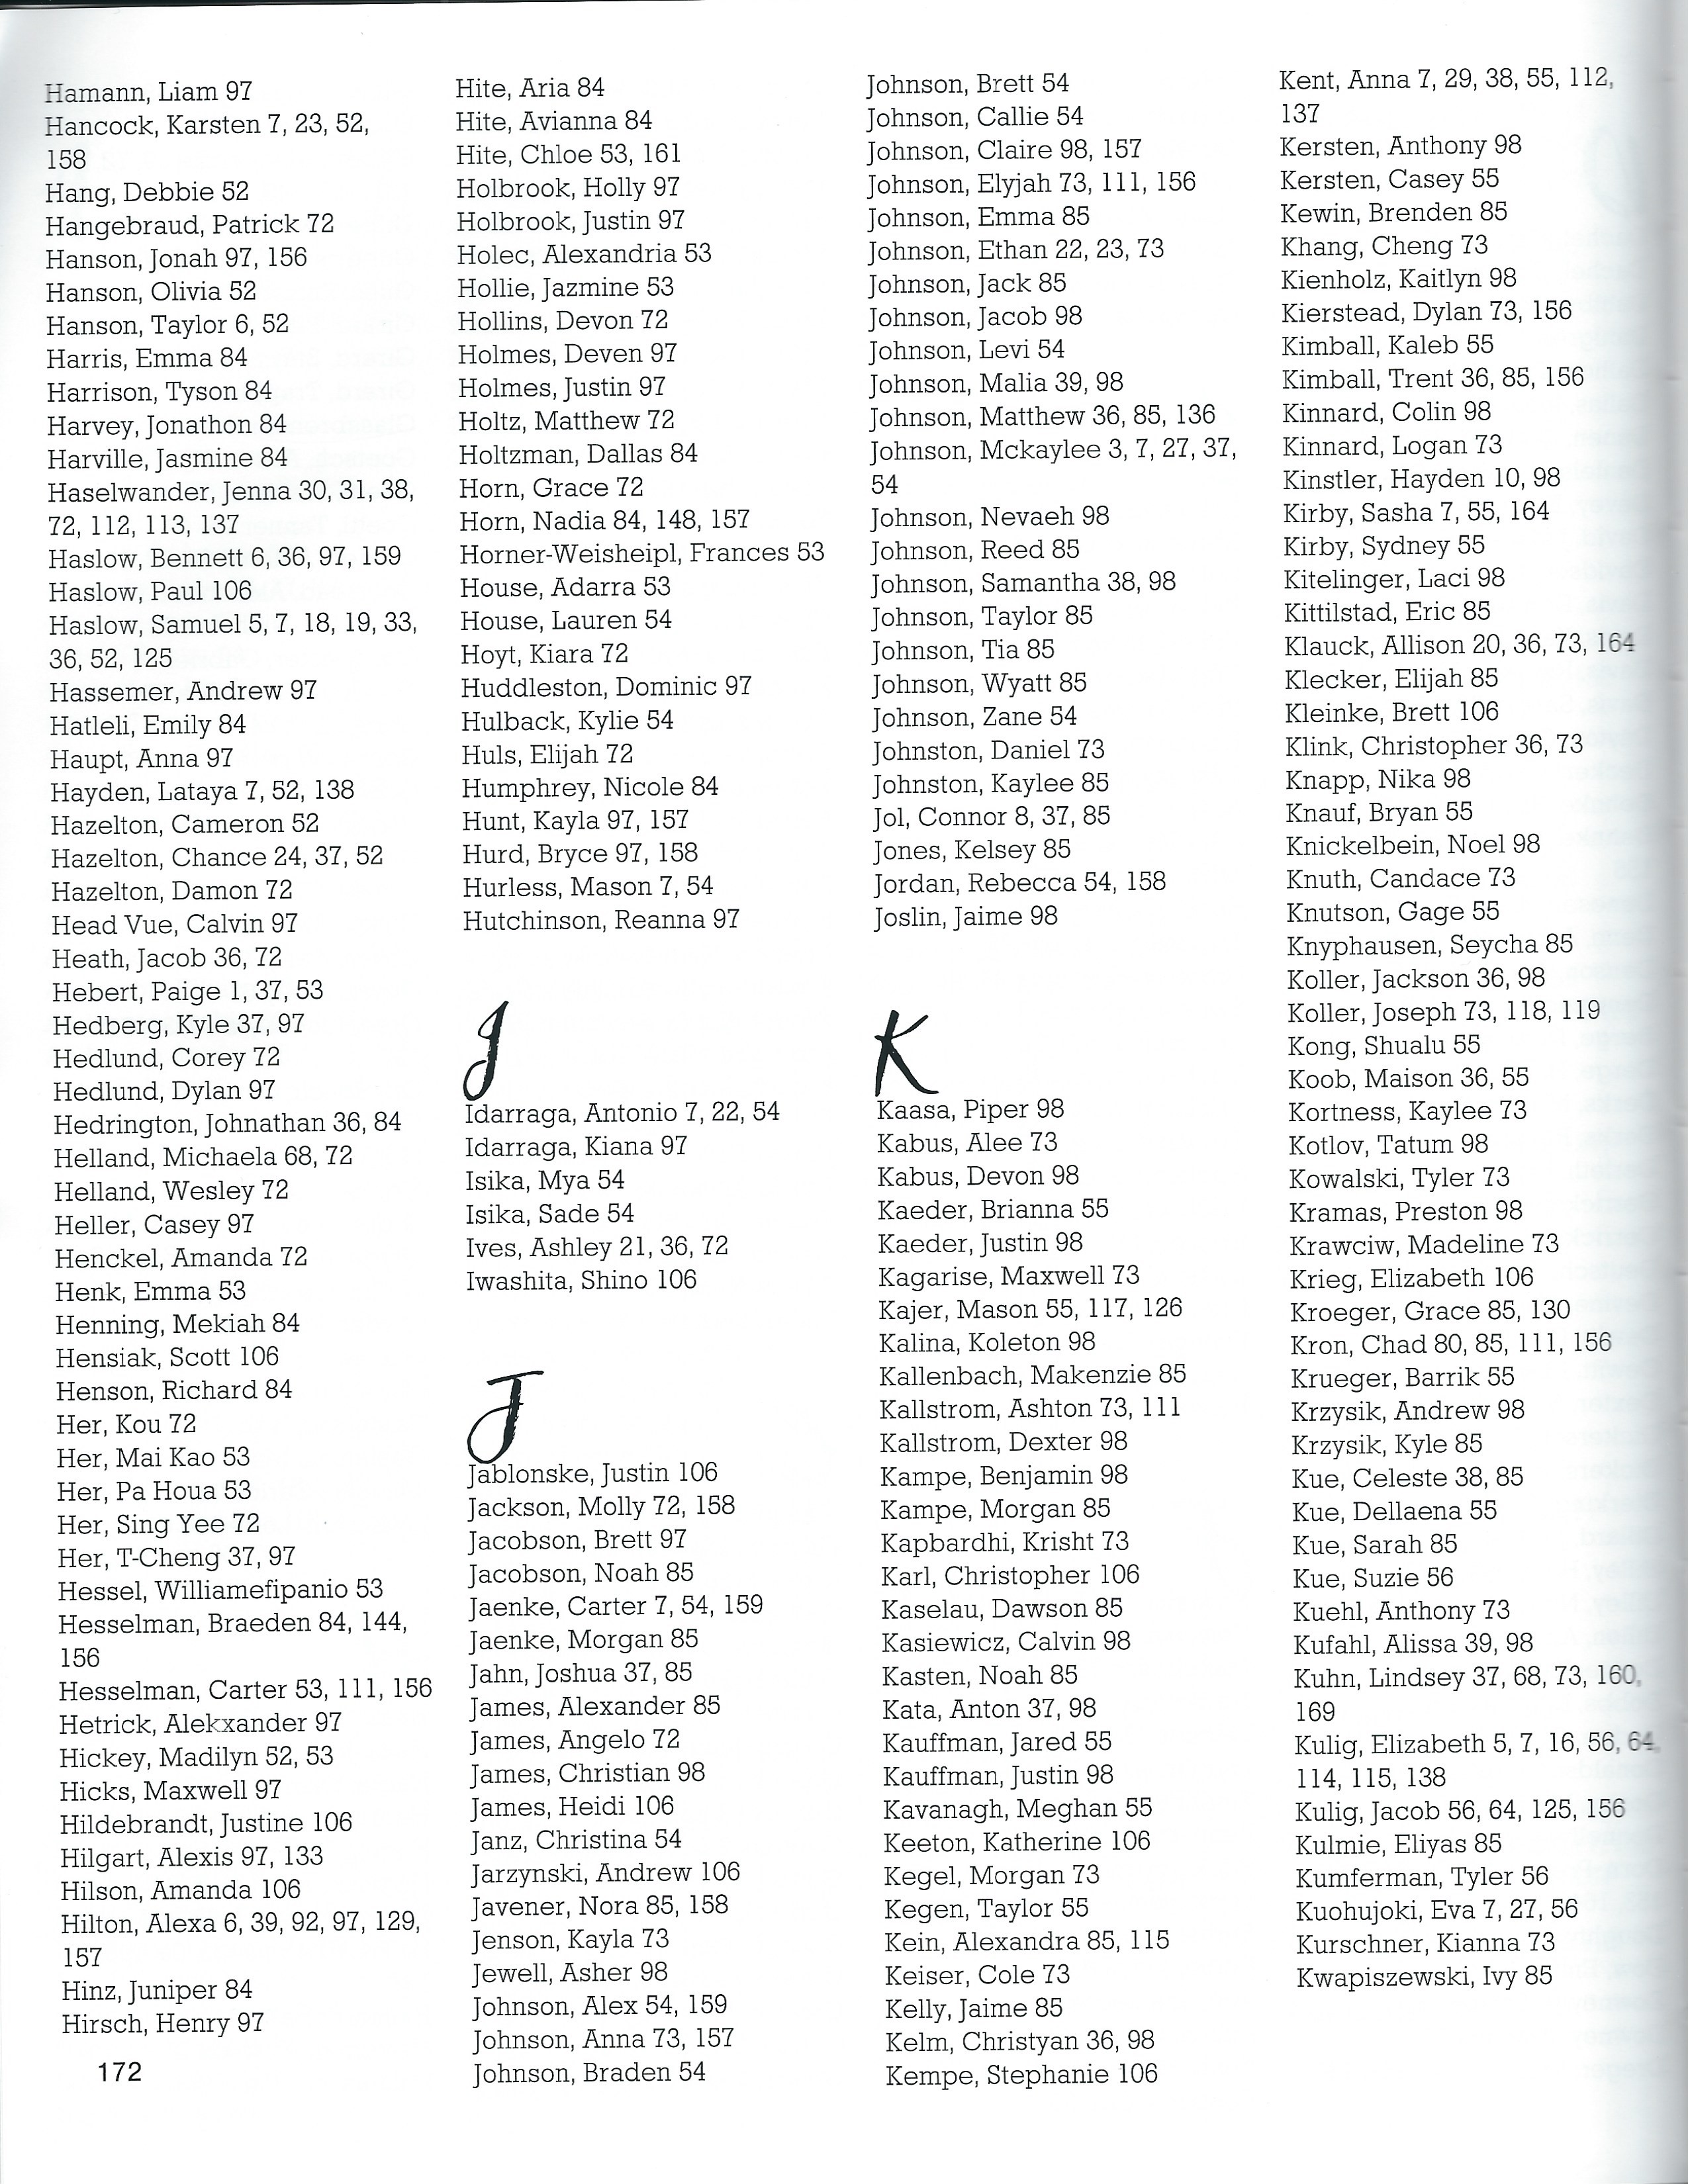 Hamann, Liam 97
Hancock, Karsten 7, 23, 52,
158
Hang, Debbie 52
Hangebraud, Patrick 72
Hanson, Jonah 97, 156
Hanson, Olivia 52
Hanson, Taylor 6, 52
Harris, Emma 84
Harrison, Tyson 84
Harvey, Jonathon 84
Harville, Jasmine 84
Haselwander, Jenna 30, 31, 38,
72, 112, 113, 137
Haslow, Bennett 6, 36, 97, 159
Haslow, Paul 106
Haslow, Samuel 5, 7, 18, 19, 33,
36, 52, 125
Hassemer, Andrew 97
Hatleli, Emily 84
Haupt, Anna 97
Hayden, Lataya 7, 52, 138
Hazelton, Cameron 52
Hazelton, Chance 24, 37, 52
Hazelton, Damon 72
Head Vue, Calvin 97
Heath, Jacob 36, 72
Hebert, Paige 1, 37, 53
Hedberg, Kyle 37, 97
Hedlund, Corey 72
Hedlund, Dylan 97
Hedrington, Johnathan 36, 84
Helland, Michaela 68, 72
Helland, Wesley 72
Heller, Casey 97
Henckel, Amanda 72
Henk, Emma 53
Henning, Mekiah 84
Hensiak, Scott 106
Henson, Richard 84
Her, Kou 72
Her, Mai Kao 53
Her, Pa Houa 53
Her, Sing Yee 72
Her, T-Cheng 37, 97
Hessel, Williamefipanio 53
Hesselman, Braeden 84, 144,
156
Hesselman, Carter 53, 111, 156
Hetrick, Alekxander 97
Hickey, Madilyn 52, 53
Hicks, Maxwell 97
Hildebrandt, Justine 106
Hilgart, Alexis 97, 133
Hilson, Amanda 106
Hilton, Alexa 6, 39, 92, 97, 129,
157
Hinz, Juniper 84
Hirsch, Henry 97
172
Hite, Aria 84
Hite, Avianna 84
Hite, Chloe 53, 161
Holbrook, Holly 97
Holbrook, Justin 97
Holec, Alexandria 53
Hollie, Jazmine 53
Hollins, Devon 72
Holmes, Deven 97
Holmes, Justin 97
Holtz, Matthew 72
Holtzman, Dallas 84
Horn, Grace 72
Horn, Nadia 84, 148, 157
Horner-Weisheipl, Frances 53
House, Adarra 53
House, Lauren 54
Hoyt, Kiara 72
Huddleston, Dominic 97
Hulback, Kylie 54
Huls, Elijah 72
Humphrey, Nicole 84
Hunt, Kayla 97, 157
Hurd, Bryce 97, 158
Hurless, Mason 7, 54
Hutchinson, Reanna 97
I
Idarraga, Antonio 7, 22, 54
Idarraga, Kiana 97
Isika, Mya 54
Isika, Sade 54
Ives, Ashley 21, 36, 72
Iwashita, Shino 106
J
Jablonske, Justin 106
Jackson, Molly 72, 158
Jacobson, Brett 97
Jacobson, Noah 85
Jaenke, Carter 7, 54, 159
Jaenke, Morgan 85
Jahn, Joshua 37, 85
James, Alexander 85
James, Angelo 72
James, Christian 98
James, Heidi 106
Janz, Christina 54
Jarzynski, Andrew 106
Javener, Nora 85, 158
Jenson, Kayla 73
Jewell, Asher 98
Johnson, Alex 54, 159
Johnson, Anna 73, 157
Johnson, Braden 54
Johnson, Brett 54
Johnson, Callie 54
Johnson, Claire 98, 157
Johnson, Elyjah 73, 111, 156
Johnson, Emma 85
Johnson, Ethan 22, 23, 73
Johnson, Jack 85
Johnson, Jacob 98
Johnson, Levi 54
Johnson, Malia 39, 98
Johnson, Matthew 36, 85, 136
Johnson, Mckaylee 3, 7, 27, 37,
54
Johnson, Nevaeh 98
Johnson, Reed 85
Johnson, Samantha 38, 98
Johnson, Taylor 85
Johnson, Tia 85
Johnson, Wyatt 85
Johnson, Zane 54
Johnston, Daniel 73
Johnston, Kaylee 85
Jol, Connor 8, 37, 85
Jones, Kelsey 85
Jordan, Rebecca 54, 158
Joslin, Jaime 98
K
Kaasa, Piper 98
Kabus, Alee 73
Kabus, Devon 98
Kaeder, Brianna 55
Kaeder, Justin 98
Kagarise, Maxwell 73
Kajer, Mason 55, 117, 126
Kalina, Koleton 98
Kallenbach, Makenzie 85
Kallstrom, Ashton 73, 111
Kallstrom, Dexter 98
Kampe, Benjamin 98
Kampe, Morgan 85
Kapbardhi, Krisht 73
Karl, Christopher 106
Kaselau, Dawson 85
Kasiewicz, Calvin 98
Kasten, Noah 85
Kata, Anton 37, 98
Kauffman, Jared 55
Kauffman, Justin 98
Kavanagh, Meghan 55
Keeton, Katherine 106
Kegel, Morgan 73
Kegen, Taylor 55
Kein, Alexandra 85, 115
Keiser, Cole 73
Kelly, Jaime 85
Kelm, Christyan 36, 98
Kempe, Stephanie 106
Kent, Anna 7, 29, 38, 55, 112,
137
Kersten, Anthony 98
Kersten, Casey 55
Kewin, Brenden 85
Khang, Cheng 73
Kienholz, Kaitlyn 98
Kierstead, Dylan 73, 156
Kimball, Kaleb 55
Kimball, Trent 36, 85, 156
Kinnard, Colin 98
Kinnard, Logan 73
Kinstler, Hayden 10, 98
Kirby, Sasha 7, 55, 164
Kirby, Sydney 55
Kitelinger, Laci 98
Kittilstad, Eric 85
Klauck, Allison 20, 36, 73, 164
Klecker, Elijah 85
Kleinke, Brett 106
Klink, Christopher 36, 73
Knapp, Nika 98
Knauf, Bryan 55
Knickelbein, Noel 98
Knuth, Candace 73
Knutson, Gage 55
Knyphausen, Seycha 85
Koller, Jackson 36, 98
Koller, Joseph 73, 118, 119
Kong, Shualu 55
Koob, Maison 36, 55
Kortness, Kaylee 73
Kotlov, Tatum 98
Kowalski, Tyler 73
Kramas, Preston 98
Krawciw, Madeline 73
Krieg, Elizabeth 106
Kroeger, Grace 85, 130
Kron, Chad 80, 85, 111, 156
Krueger, Barrik 55
Krzysik, Andrew 98
Krzysik, Kyle 85
Kue, Celeste 38, 85
Kue, Dellaena 55
Kue, Sarah 85
Kue, Suzie 56
Kuehl, Anthony 73
Kufahl, Alissa 39, 98
Kuhn, Lindsey 37, 68, 73, 160,
169
Kulig, Elizabeth 5, 7, 16, 56, 64,
114, 115, 138
Kulig, Jacob 56, 64, 125, 156
Kulmie, Eliyas 85
Kumferman, Tyler 56
Kuohujoki, Eva 7, 27, 56
Kurschner, Kianna 73
Kwapiszewski, Ivy 85